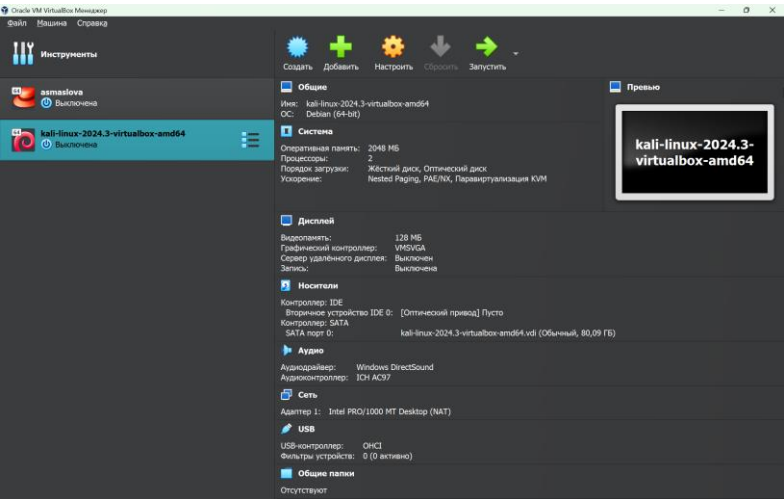 Oracle VM VirtualBox Менеджер
Файл Машина Справка
Инструменты
Создать Добавить Настроить Сбросить Запустить
64
asmaslova
Выключена
64
kali-linux-2024.3-virtualbox-amd64
Выключена
Общие
Имя: kali-linux-2024.3-virtualbox-amd64
ОС: Debian (64-bit)
Система
Оперативная память: 2048 МБ
Процессоры: 2
Порядок загрузки: Жёсткий диск, Оптический диск
Ускорение: Nested Paging, PAE/NX, Паравиртуализация KVM
Превью
kali-linux-2024.3-
virtualbox-amd64
Дисплей
Видеопамять: 128 МБ
Графический контроллер: VMSVGA
Сервер удалённого дисплея: Выключен
Запись: Выключена
Носители
Контроллер: IDE
Вторичное устройство IDE 0: [Оптический привод] Пусто
Контроллер: SATA
SATA порт 0: kali-linux-2024.3-virtualbox-amd64.vdi (Обычный, 80,09 ГБ)
Аудио
Аудиодрайвер: Windows DirectSound
Аудиоконтроллер: ICH AC97
Сеть
Адаптер 1: Intel PRO/1000 MT Desktop (NAT)
USB
USB-контроллер: OHCI
Фильтры устройств: 0 (0 активно)
Общие папки
Отсутствуют